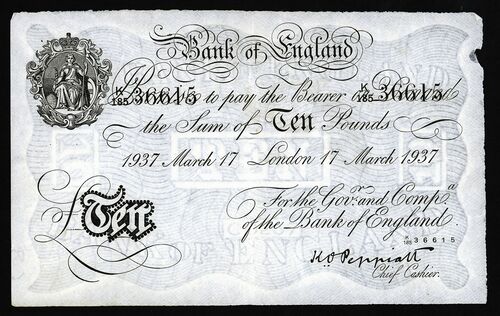 Bank of England
K/185 36615 K/185 36615
I Promise to pay the Bearer on Demand
the Sum of Ten Pounds
1937 March 17 London 17 March 1937
For the Govr. and Compa.
of the Bank of England.
£Ten
K/185 36615
K.O. Peppiatt
Chief Cashier.